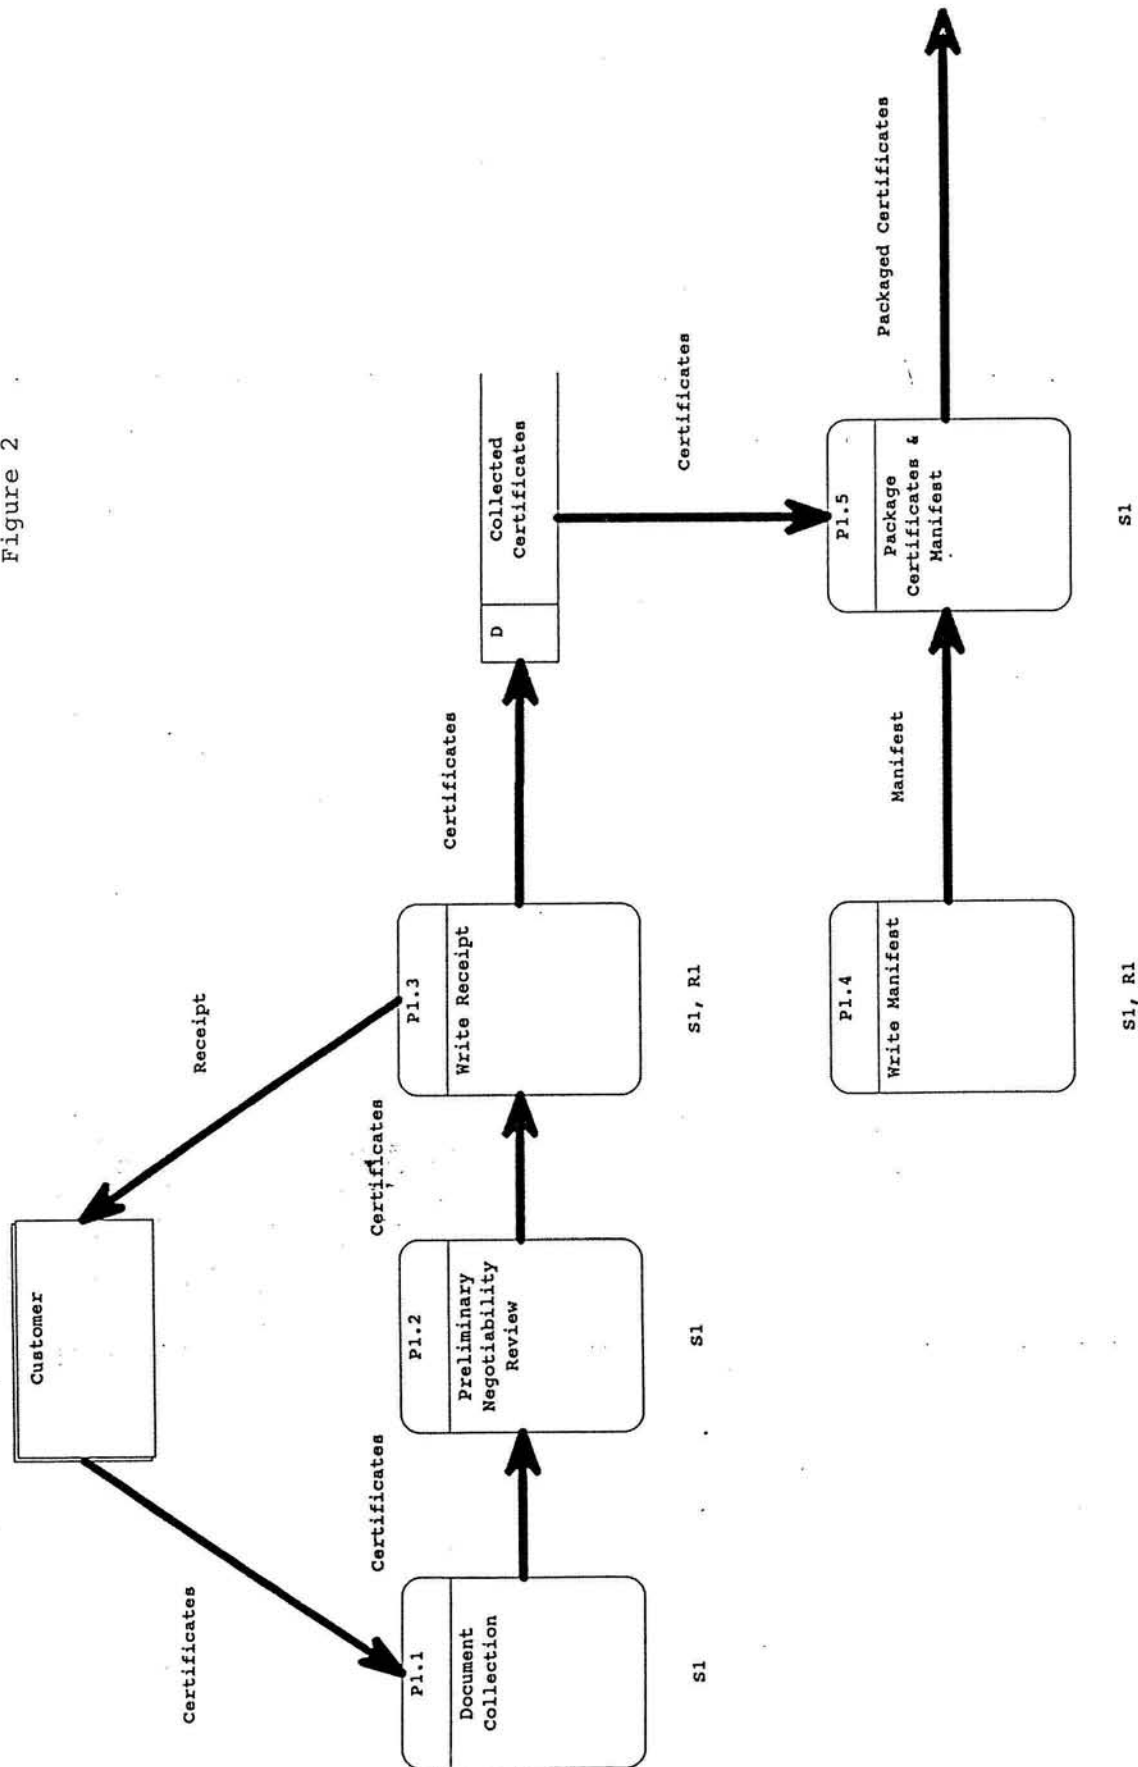 Figure 2
Customer
Certificates
Receipt
P1.1
Document
Collection
S1
Certificates
P1.2
Preliminary
Negotiability
Review
S1
Certificates
P1.3
Write Receipt
S1, R1
Certificates
D
Collected
Certificates
Certificates
P1.4
Write Manifest
S1, R1
Manifest
P1.5
Package
Certificates &
Manifest
S1
Packaged Certificates